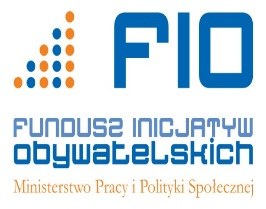 FIO
FUNDUSZ INICJATYW
OBYWATELSKICH
Ministerstwo Pracy i Polityki Społecznej